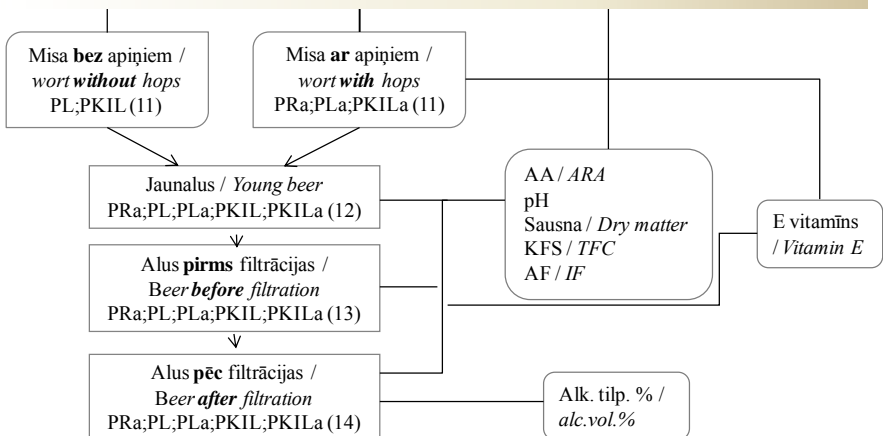 Misa bez apiņiem /
wort without hops
PL;PKIL (11)
Misa ar apiņiem /
wort with hops
PRa;PLa;PKILa (11)
Jaunalus / Young beer
PRa;PL;PLa;PKIL;PKILa (12)
Alus pirms filtrācijas /
Beer before filtration
PRa;PL;PLa;PKIL;PKILa (13)
Alus pēc filtrācijas /
Beer after filtration
PRa;PL;PLa;PKIL;PKILa (14)
AA / ARA
pH
Sausna / Dry matter
KFS / TFC
AF / IF
E vitamīns
/ Vitamin E
Alk. tilp. % /
alc.vol.%